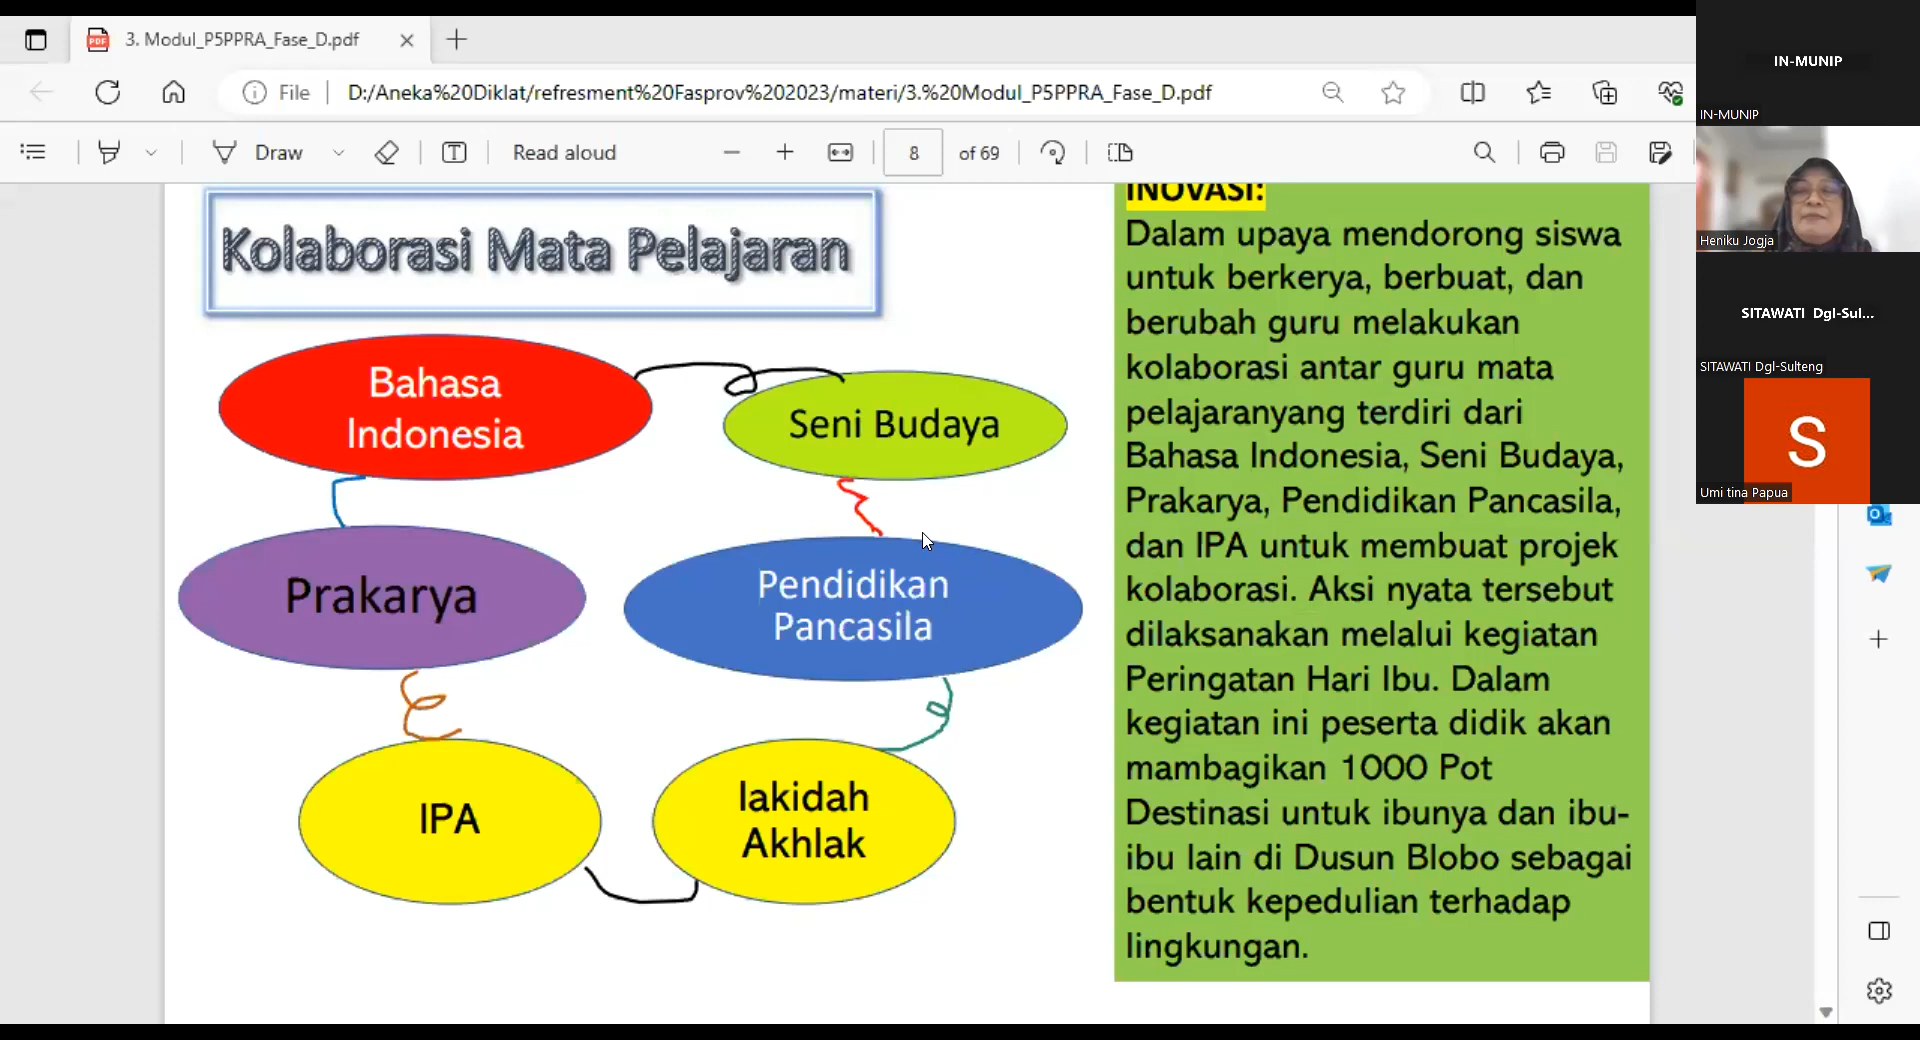 3. Modul_P5PPRA_Fase_D.pdf
File
D:/Aneka%20Diklat/refresment%20Fasprov%202023/materi/3.%20Modul_P5PPRA_Fase_D.pdf
Draw
Read aloud
8 of 69
Kolaborasi Mata Pelajaran
Bahasa
Indonesia
Seni Budaya
Prakarya
Pendidikan
Pancasila
IPA
lakidah
Akhlak
INOVASI:
Dalam upaya mendorong siswa
untuk berkerya, berbuat, dan
berubah guru melakukan
kolaborasi antar guru mata
pelajaranyang terdiri dari
Bahasa Indonesia, Seni Budaya,
Prakarya, Pendidikan Pancasila,
dan IPA untuk membuat projek
kolaborasi. Aksi nyata tersebut
dilaksanakan melalui kegiatan
Peringatan Hari Ibu. Dalam
kegiatan ini peserta didik akan
mambagikan 1000 Pot
Destinasi untuk ibunya dan ibu-
ibu lain di Dusun Blobo sebagai
bentuk kepedulian terhadap
lingkungan.
IN-MUNIP
IN-MUNIP
Heniku Jogja
SITAWATI Dgl-Sul...
SITAWATI Dgl-Sulteng
S
Umi tina Papua